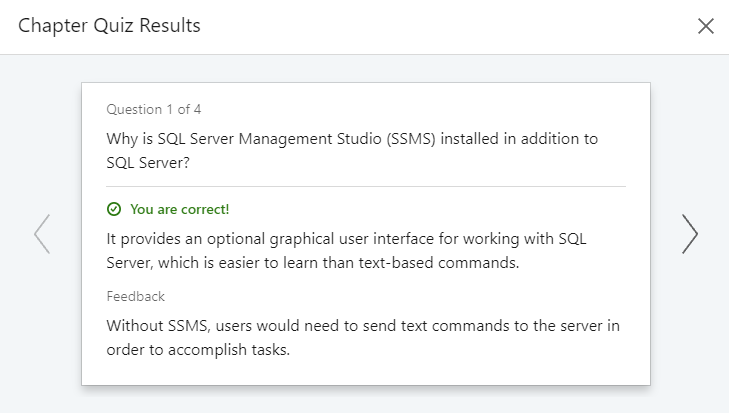 Chapter Quiz Results
Question 1 of 4
Why is SQL Server Management Studio (SSMS) installed in addition to
SQL Server?
You are correct!
It provides an optional graphical user interface for working with SQL
Server, which is easier to learn than text-based commands.
Feedback
Without SSMS, users would need to send text commands to the server in
order to accomplish tasks.